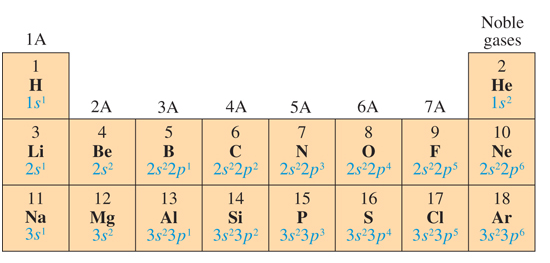 Noble
1A gases
1 2
H He
1s¹ 1s²
2A 3A 4A 5A 6A 7A
3 4 5 6 7 8 9 10
Li Be B C N O F Ne
2s¹ 2s² 2s²2p¹ 2s²2p² 2s²2p³ 2s²2p⁴ 2s²2p⁵ 2s²2p⁶
11 12 13 14 15 16 17 18
Na Mg Al Si P S Cl Ar
3s¹ 3s² 3s²3p¹ 3s²3p² 3s²3p³ 3s²3p⁴ 3s²3p⁵ 3s²3p⁶